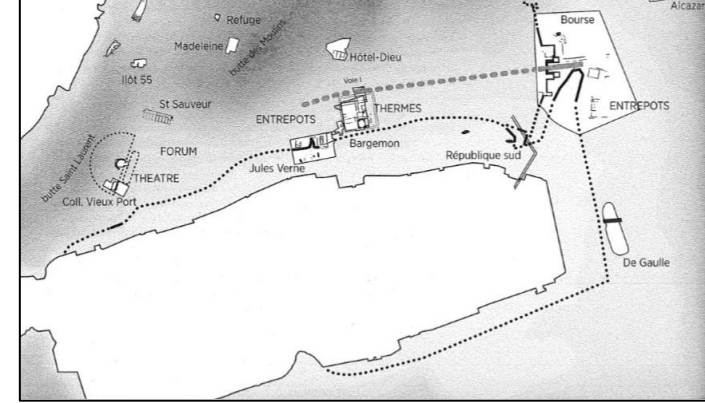 Alcazar
Refuge
Bourse
Madeleine
butte des Moulins
Hôtel-Dieu
Ilôt 55
Voie I
St Sauveur
THERMES
ENTREPOTS
ENTREPOTS
Bargemon
FORUM
butte Saint Laurent
République sud
Jules Verne
THEATRE
Coll. Vieux Port
De Gaulle